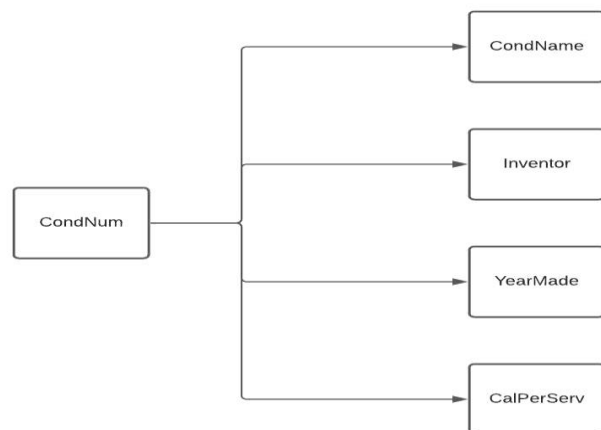 CondName
Inventor
CondNum
YearMade
CalPerServ